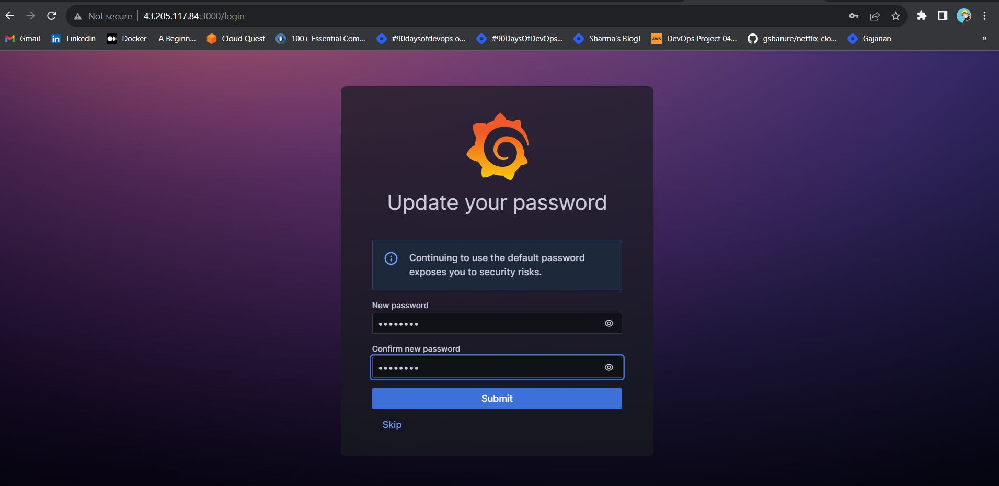 Not secure 43.205.117.84:3000/login
Gmail LinkedIn Docker — A Beginn... Cloud Quest 100+ Essential Com... #90daysofdevops o... #90DaysOfDevOps... Sharma's Blog! aws DevOps Project 04... gsbarure/netflix-clo... Gajanan »
Update your password
Continuing to use the default password
exposes you to security risks.
New password
••••••••
Confirm new password
••••••••
Submit
Skip